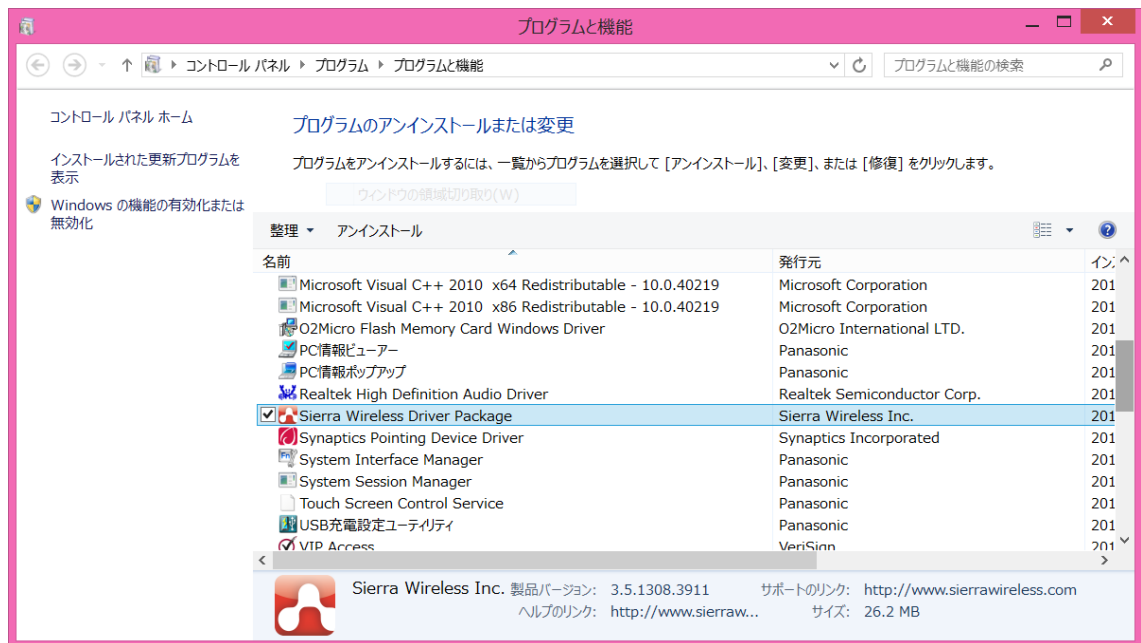 プログラムと機能
コントロール パネル プログラム プログラムと機能
プログラムと機能の検索
コントロール パネル ホーム
インストールされた更新プログラムを
表示
Windows の機能の有効化または
無効化
プログラムのアンインストールまたは変更
プログラムをアンインストールするには、一覧からプログラムを選択して [アンインストール]、[変更]、または [修復] をクリックします。
ウィンドウの領域切り取り(W)
整理 アンインストール
名前 発行元
Microsoft Visual C++ 2010 x64 Redistributable - 10.0.40219 Microsoft Corporation 201
Microsoft Visual C++ 2010 x86 Redistributable - 10.0.40219 Microsoft Corporation 201
O2Micro Flash Memory Card Windows Driver O2Micro International LTD. 201
PC情報ビューアー Panasonic 201
PC情報ポップアップ Panasonic 201
Realtek High Definition Audio Driver Realtek Semiconductor Corp. 201
Sierra Wireless Driver Package Sierra Wireless Inc. 201
Synaptics Pointing Device Driver Synaptics Incorporated 201
System Interface Manager Panasonic 201
System Session Manager Panasonic 201
Touch Screen Control Service Panasonic 201
USB充電設定ユーティリティ Panasonic 201
VIP Access VeriSign 201
Sierra Wireless Inc. 製品バージョン: 3.5.1308.3911 サポートのリンク: http://www.sierrawireless.com
ヘルプのリンク: http://www.sierraw... サイズ: 26.2 MB